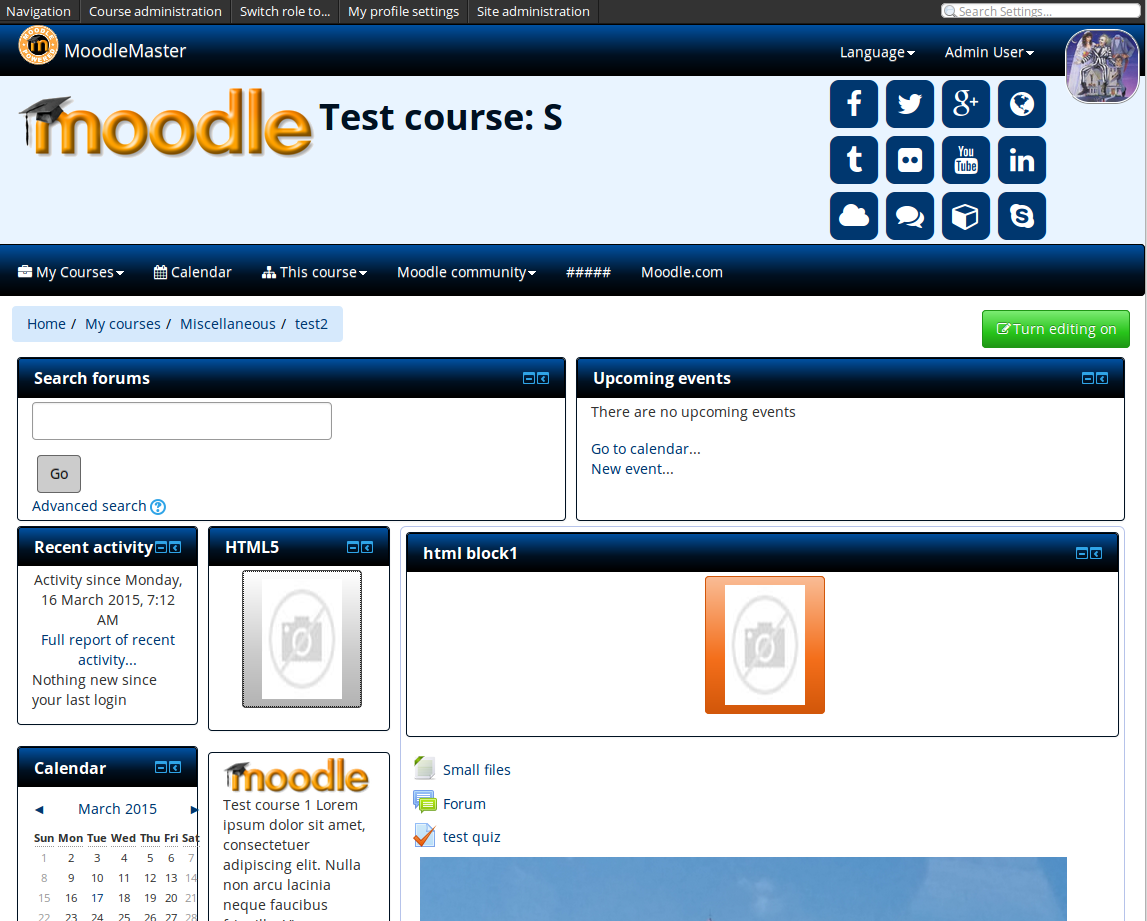 Navigation Course administration Switch role to... My profile settings Site administration Search Settings...
MOODLE m POWERED MoodleMaster Language Admin User
moodle Test course: S
f g+
t You Tube in
S
My Courses Calendar This course Moodle community ##### Moodle.com
Home / My courses / Miscellaneous / test2
Turn editing on
Search forums
Go
Advanced search ?
Upcoming events
There are no upcoming events
Go to calendar...
New event...
Recent activity
Activity since Monday,
16 March 2015, 7:12
AM
Full report of recent
activity...
Nothing new since
your last login
HTML5
html block1
Calendar
◄ March 2015 ►
Sun Mon Tue Wed Thu Fri Sat
1 2 3 4 5 6 7
8 9 10 11 12 13 14
15 16 17 18 19 20 21
22 23 24 25 26 27 28
moodle
Test course 1 Lorem
ipsum dolor sit amet,
consectetuer
adipiscing elit. Nulla
non arcu lacinia
neque faucibus
Small files
Forum
test quiz